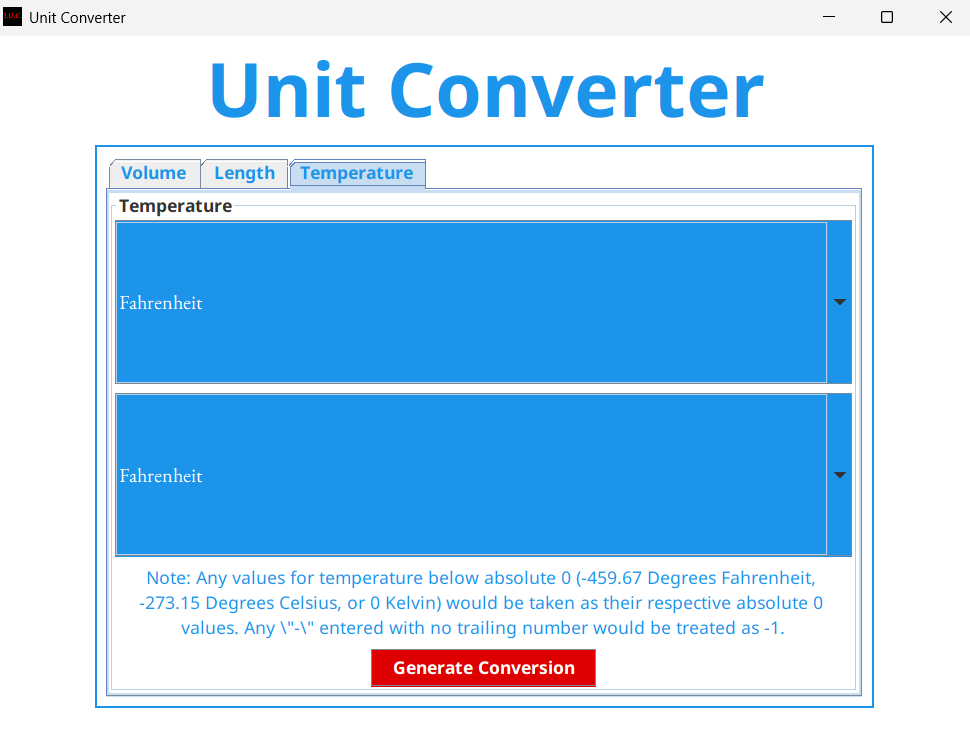 Unit Converter
Unit Converter
Volume Length Temperature
Temperature
Fahrenheit
Fahrenheit
Note: Any values for temperature below absolute 0 (-459.67 Degrees Fahrenheit,
-273.15 Degrees Celsius, or 0 Kelvin) would be taken as their respective absolute 0
values. Any \"-\" entered with no trailing number would be treated as -1.
Generate Conversion